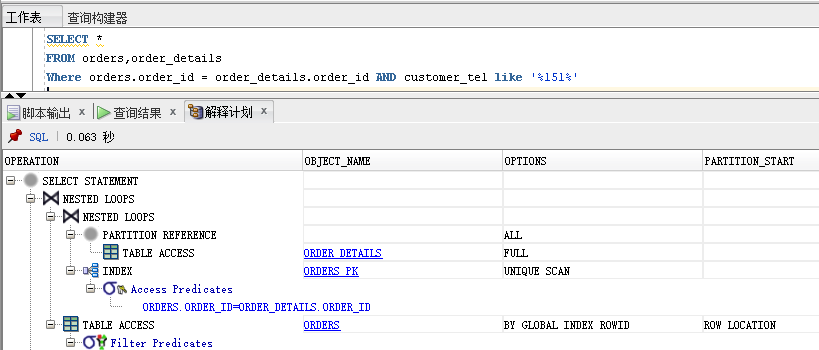 工作表 查询构建器
SELECT *
FROM orders,order_details
Where orders.order_id = order_details.order_id AND customer_tel like '%151%'
脚本输出 x 查询结果 x 解释计划 x
SQL | 0.063 秒
OPERATION OBJECT_NAME OPTIONS PARTITION_START
SELECT STATEMENT
NESTED LOOPS
NESTED LOOPS
PARTITION REFERENCE ALL
TABLE ACCESS ORDER_DETAILS FULL
INDEX ORDERS_PK UNIQUE SCAN
Access Predicates
ORDERS.ORDER_ID=ORDER_DETAILS.ORDER_ID
TABLE ACCESS ORDERS BY GLOBAL INDEX ROWID ROW LOCATION
Filter Predicates